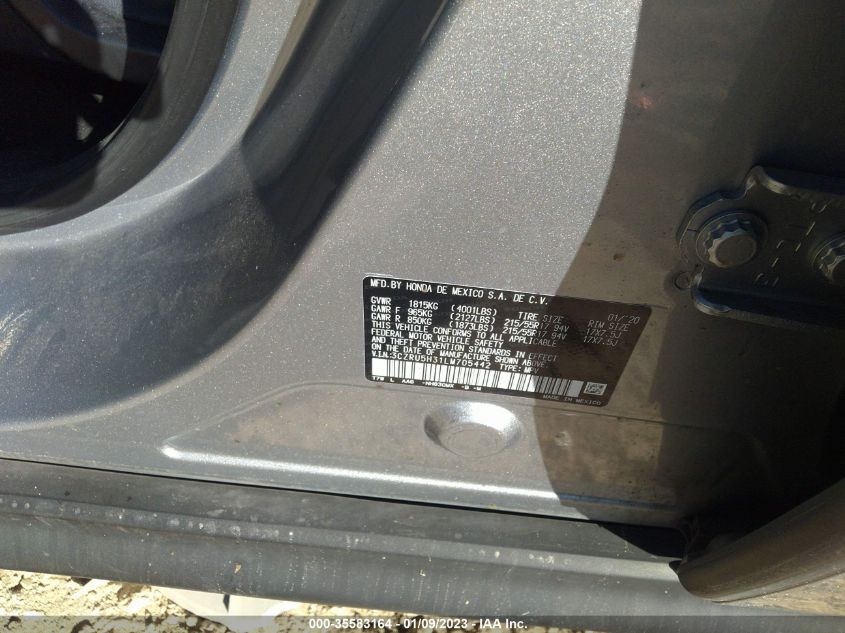 MFD.BY HONDA DE MEXICO S.A. DE C.V.
01/'20
GVWR 1815KG (4001LBS) TIRE SIZE RIM SIZE
GAWR F 965KG (2127LBS) 215/55R17 94V 17X7.5J
GAWR R 850KG (1873LBS) 215/55R17 94V 17X7.5J
THIS VEHICLE CONFORMS TO ALL APPLICABLE
FEDERAL MOTOR VEHICLE SAFETY
AND THEFT PREVENTION STANDARDS IN EFFECT
ON THE DATE OF MANUFACTURE SHOWN ABOVE.
V.I.N.:3CZRU5H31LM705442 TYPE: MPV
T7W L AAG
MADE IN MEXICO
000-35583164 - 01/09/2023 - IAA Inc.